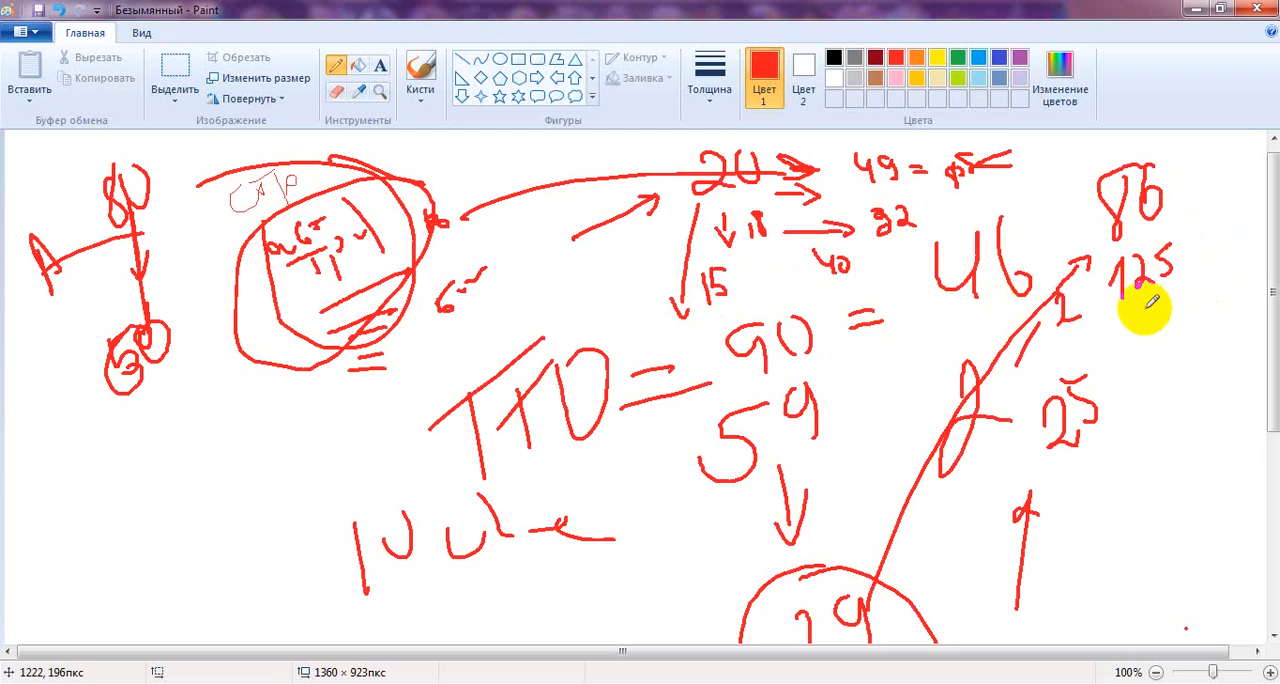 Безымянный - Paint
Главная
Вид
Вставить
Вырезать
Копировать
Буфер обмена
Выделить
Обрезать
Изменить размер
Повернуть
Изображение
Инструменты
Кисти
Контур
Заливка
Фигуры
Толщина
Цвет 1
Цвет 2
Изменение цветов
Цвета
80
20 49 =
86
18 32
46
125
40
15
90 =
2
59
25
1222, 196пкс
1360 × 923пкс
100%